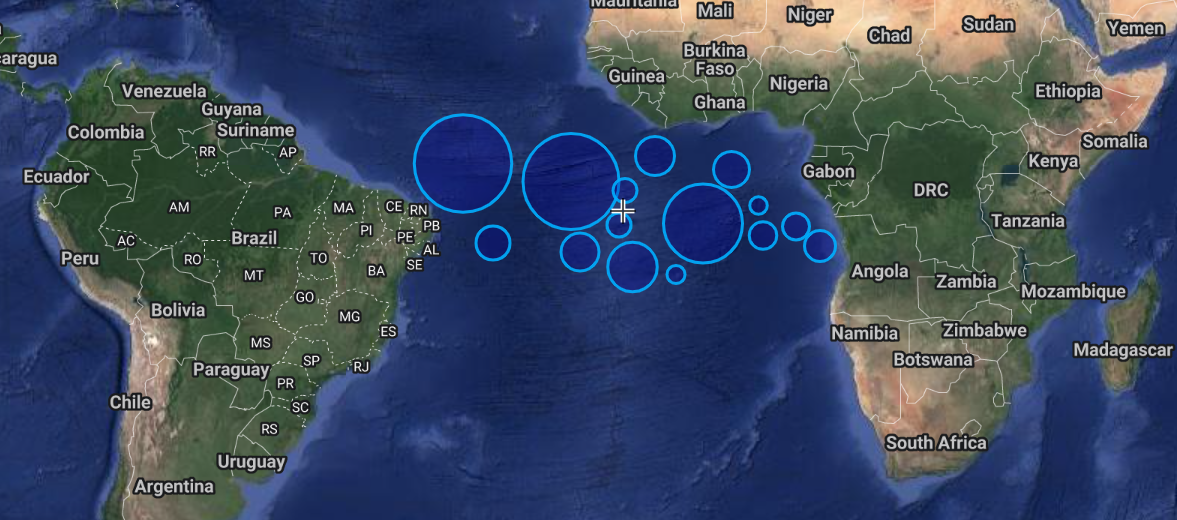 Mauritania
Mali
Niger
Sudan
Yemen
Chad
caragua
Burkina
Faso
Guinea
Nigeria
Ethiopia
Venezuela
Ghana
Guyana
Colombia
Suriname
Somalia
RR
AP
Kenya
Ecuador
Gabon
DRC
AM
PA
MA
CE
RN
Tanzania
PI
PB
AC
Brazil
PE
AL
Peru
RO
TO
SE
MT
BA
Angola
Zambia
Mozambique
GO
Bolivia
MG
ES
Namibia
Zimbabwe
MS
SP
RJ
Botswana
Madagascar
Paraguay
PR
Chile
SC
RS
South Africa
Uruguay
Argentina